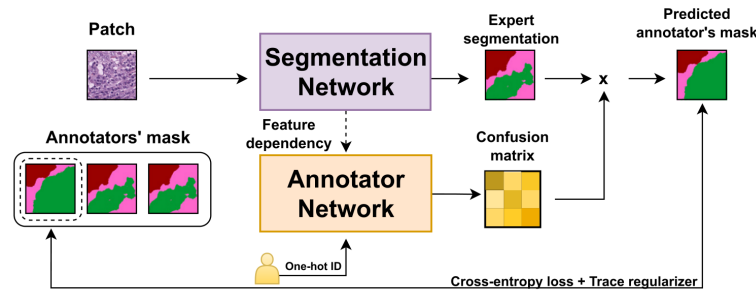 Patch
Segmentation
Network
Expert
segmentation
Predicted
annotator's mask
x
Feature
dependency
Annotators' mask
Annotator
Network
Confusion
matrix
One-hot ID
Cross-entropy loss + Trace regularizer